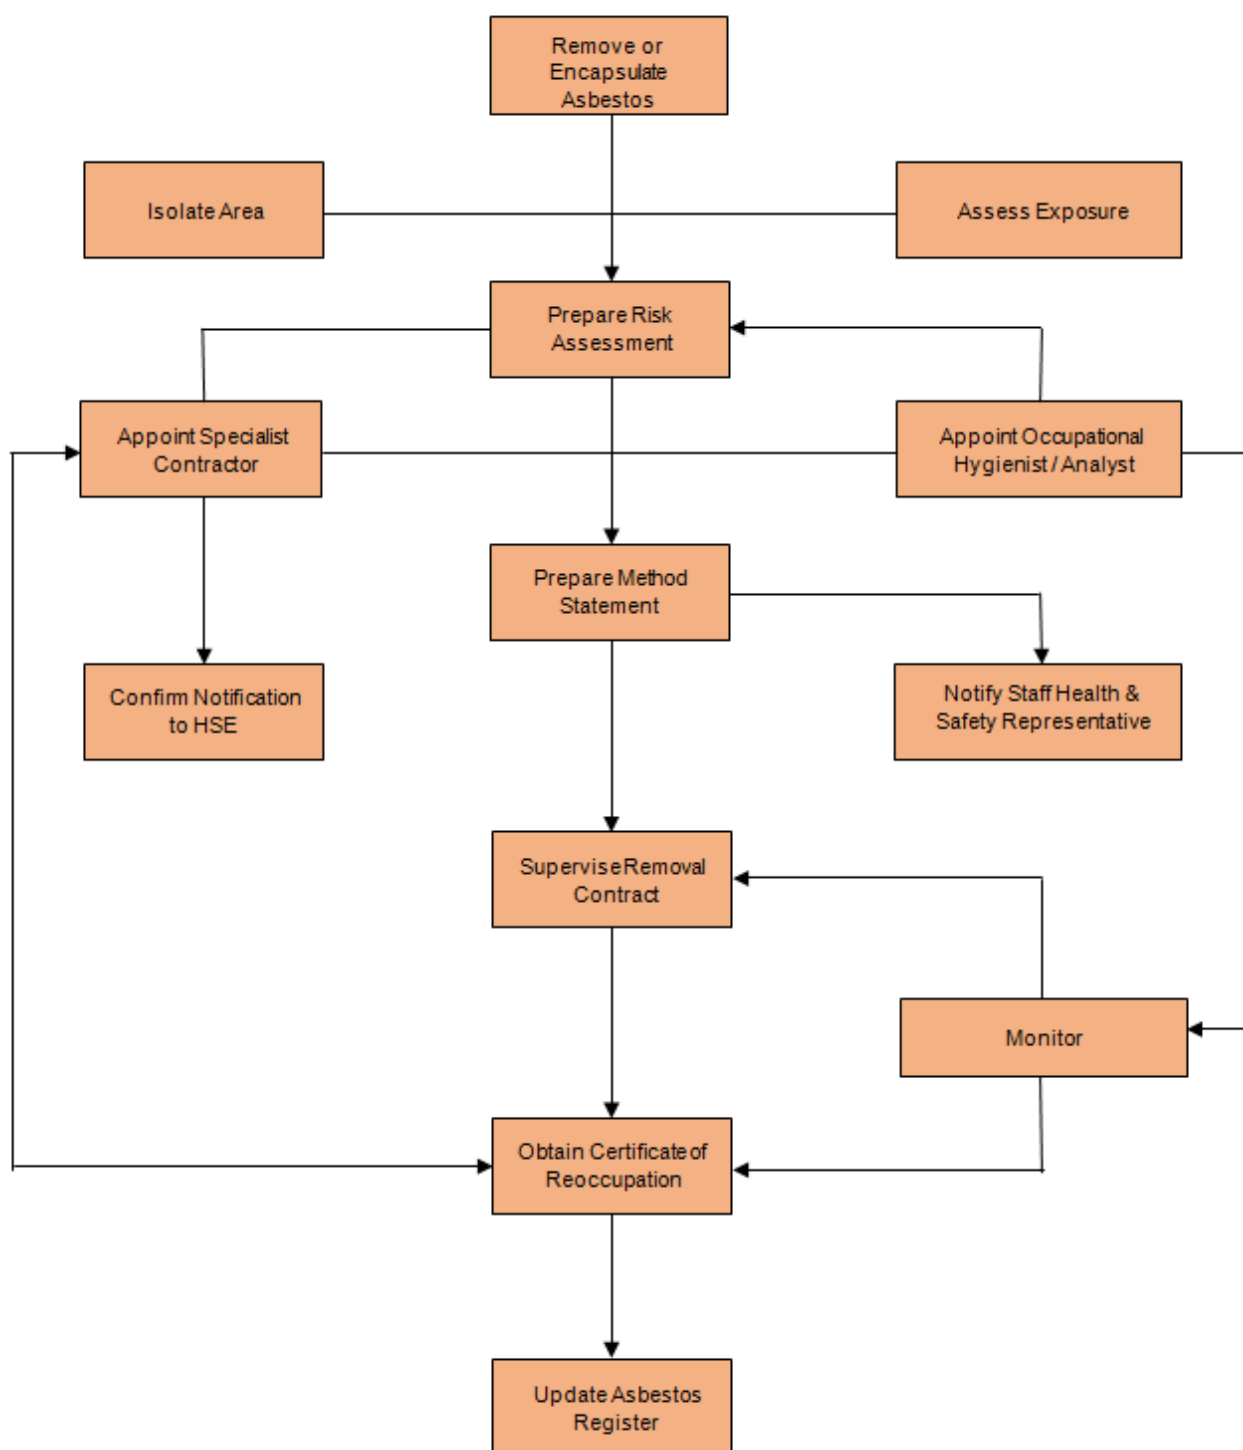 Remove or
Encapsulate
Asbestos
Isolate Area
Assess Exposure
Prepare Risk
Assessment
Appoint Specialist
Contractor
Appoint Occupational
Hygienist / Analyst
Prepare Method
Statement
Confirm Notification
to HSE
Notify Staff Health &
Safety Representative
Supervise Removal
Contract
Monitor
Obtain Certificate of
Reoccupation
Update Asbestos
Register